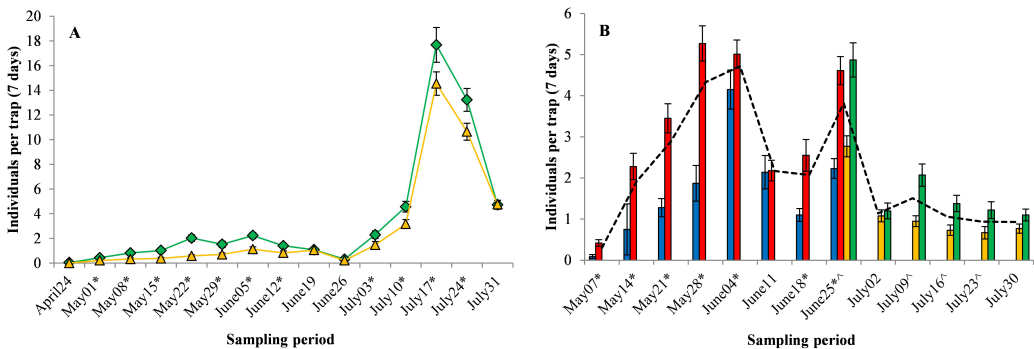 A
Individuals per trap (7 days)
20
18
16
14
12
10
8
6
4
2
0
April24
May01*
May08*
May15*
May22*
May29*
June05*
June12*
June19
June26
July03*
July10*
July17*
July24*
July31
Sampling period
B
Individuals per trap (7 days)
6
5
4
3
2
1
0
May07*
May14*
May21*
May28*
June04*
June11
June18*
June25*^
July02
July09^
July16^
July23^
July30
Sampling period